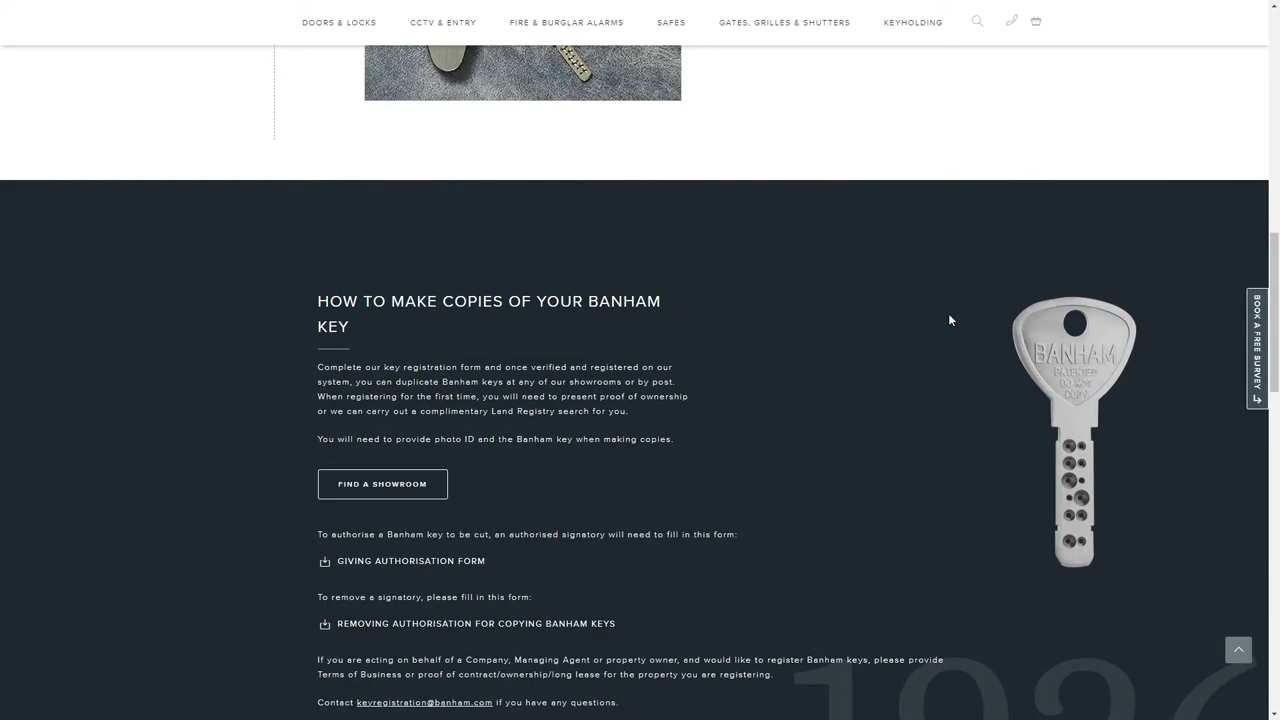 DOORS & LOCKS CCTV & ENTRY FIRE & BURGLAR ALARMS SAFES GATES, GRILLES & SHUTTERS KEYHOLDING
HOW TO MAKE COPIES OF YOUR BANHAM
KEY
Complete our key registration form and once verified and registered on our
system, you can duplicate Banham keys at any of our showrooms or by post.
When registering for the first time, you will need to present proof of ownership
or we can carry out a complimentary Land Registry search for you.
You will need to provide photo ID and the Banham key when making copies.
FIND A SHOWROOM
To authorise a Banham key to be cut, an authorised signatory will need to fill in this form:
GIVING AUTHORISATION FORM
To remove a signatory, please fill in this form:
REMOVING AUTHORISATION FOR COPYING BANHAM KEYS
If you are acting on behalf of a Company, Managing Agent or property owner, and would like to register Banham keys, please provide
Terms of Business or proof of contract/ownership/long lease for the property you are registering.
Contact keyregistration@banham.com if you have any questions.
BANHAM
PATENTED
DO NOT
COPY
BOOK A FREE SURVEY